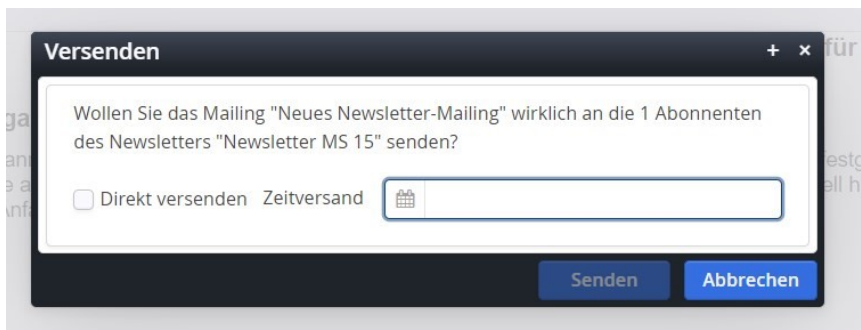 für
Versenden
Wollen Sie das Mailing "Neues Newsletter-Mailing" wirklich an die 1 Abonnenten
des Newsletters "Newsletter MS 15" senden?
Direkt versenden Zeitversand
Senden Abbrechen